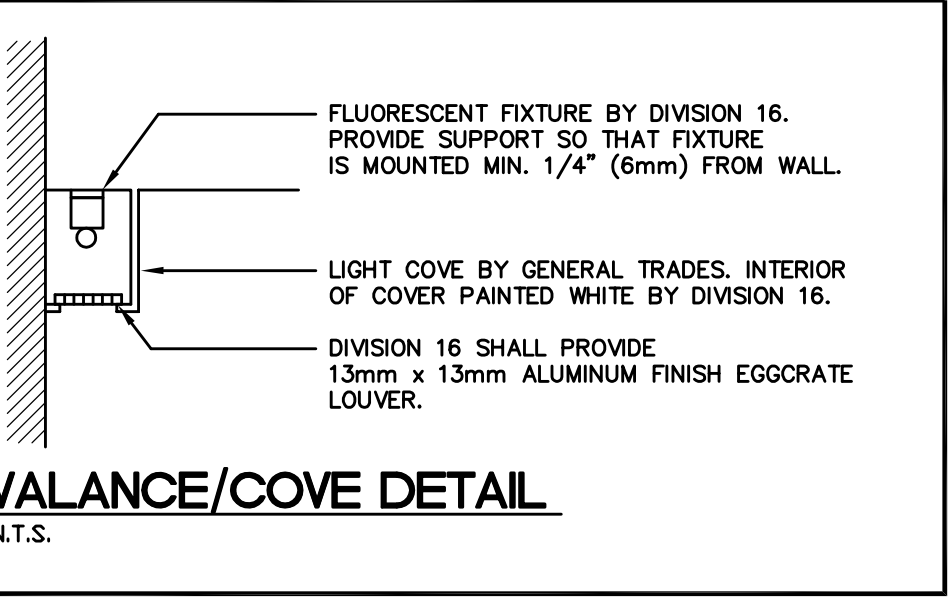 FLUORESCENT FIXTURE BY DIVISION 16.
PROVIDE SUPPORT SO THAT FIXTURE
IS MOUNTED MIN. 1/4" (6mm) FROM WALL.
LIGHT COVE BY GENERAL TRADES. INTERIOR
OF COVER PAINTED WHITE BY DIVISION 16.
DIVISION 16 SHALL PROVIDE
13mm x 13mm ALUMINUM FINISH EGGCRATE
LOUVER.
VALANCE/COVE DETAIL
N.T.S.